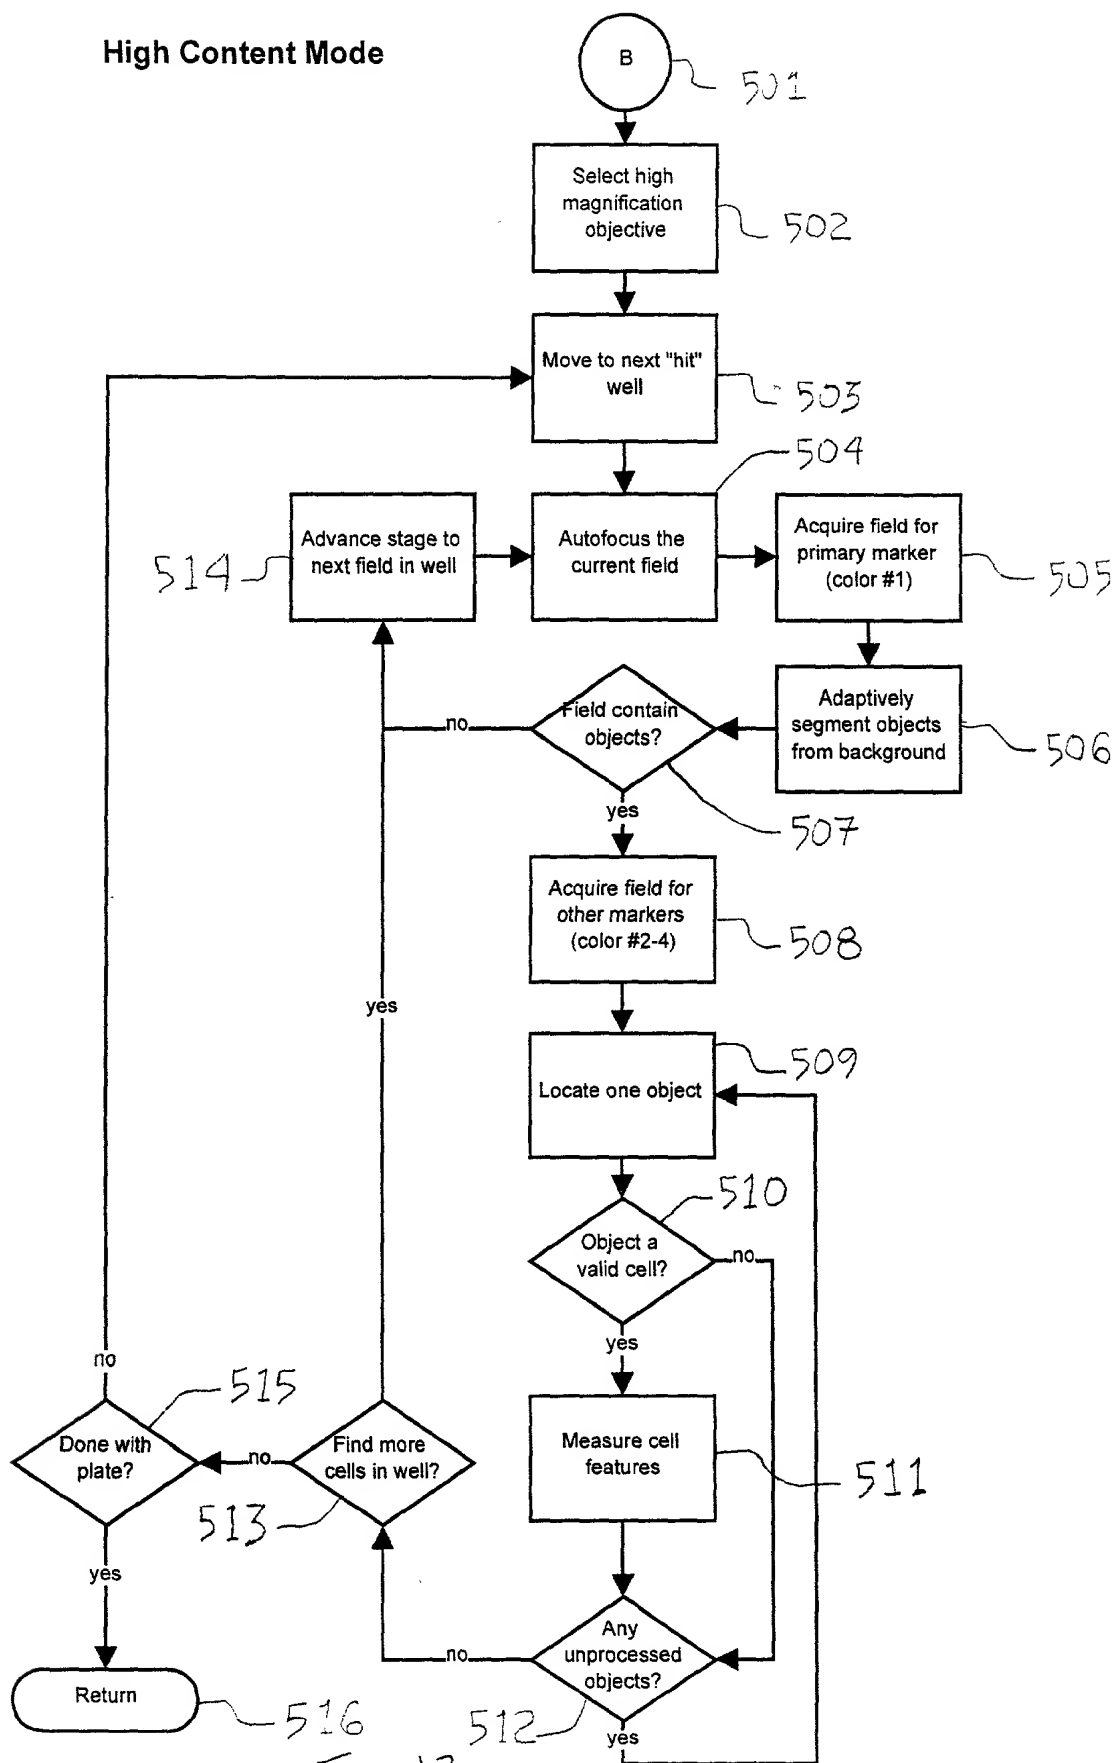 High Content Mode
B
501
Select high
magnification
objective
502
Move to next "hit"
well
503
504
Advance stage to
next field in well
514
Autofocus the
current field
Acquire field for
primary marker
(color #1)
505
Field contain
objects?
no
Adaptively
segment objects
from background
506
yes
507
Acquire field for
other markers
(color #2-4)
508
yes
Locate one object
509
510
Object a
valid cell?
no
yes
no
515
Done with
plate?
no
Find more
cells in well?
513
Measure cell
features
511
yes
Any
unprocessed
objects?
no
512
yes
Return
516